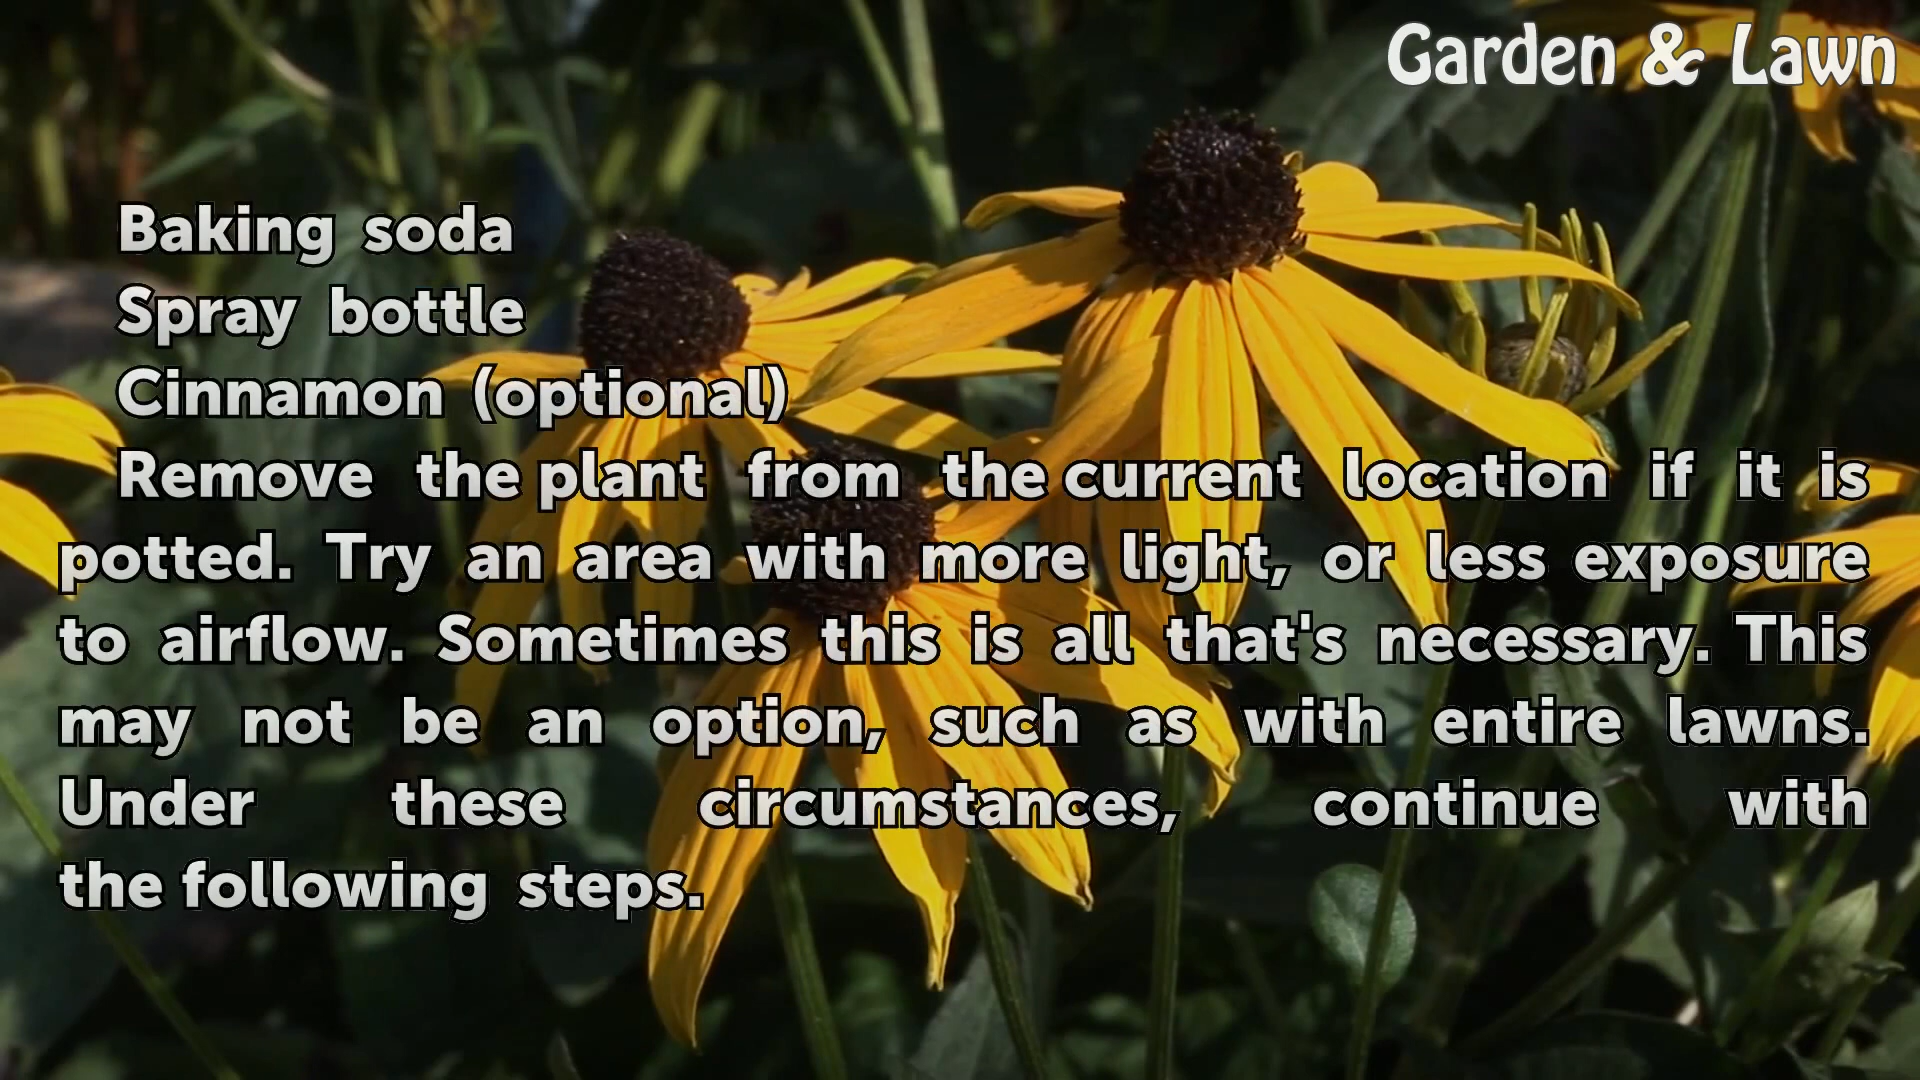 Garden & Lawn
Baking soda
Spray bottle
Cinnamon (optional)
Remove the plant from the current location if it is
potted. Try an area with more light, or less exposure
to airflow. Sometimes this is all that's necessary. This
may not be an option, such as with entire lawns.
Under these circumstances, continue with
the following steps.